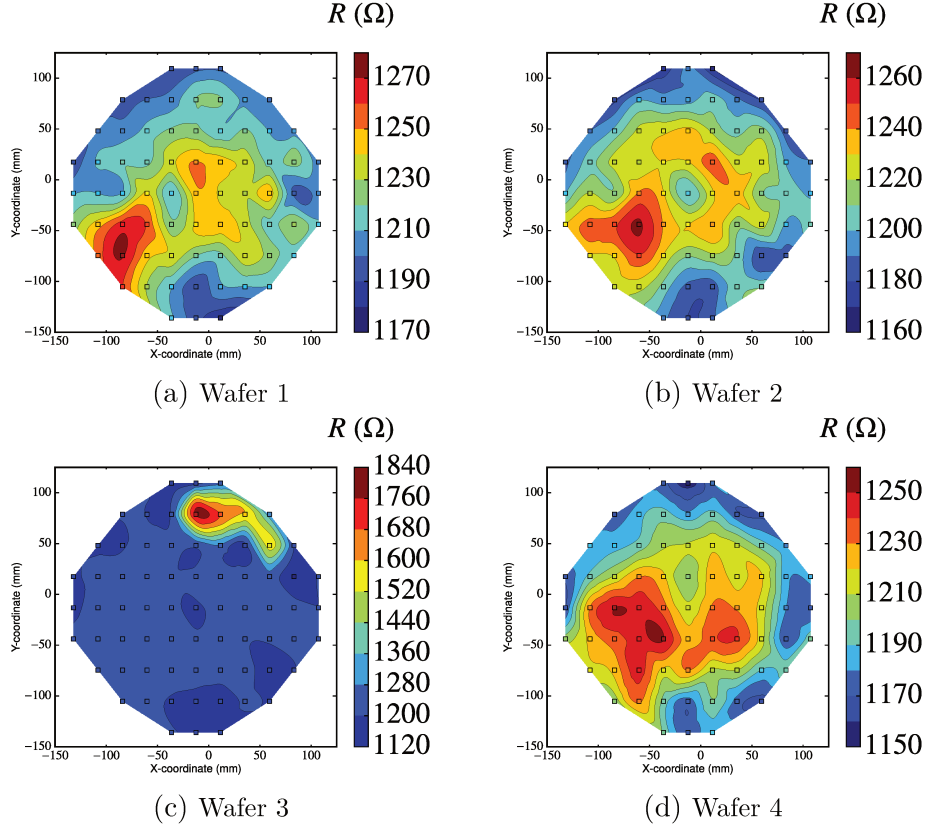 R (Ω)
100
50
0
−50
−100
−150
Y-coordinate (mm)
−150 −100 −50 0 50 100
X-coordinate (mm)
1270
1250
1230
1210
1190
1170
(a) Wafer 1
R (Ω)
100
50
0
−50
−100
−150
Y-coordinate (mm)
−150 −100 −50 0 50 100
X-coordinate (mm)
1260
1240
1220
1200
1180
1160
(b) Wafer 2
R (Ω)
100
50
0
−50
−100
−150
Y-coordinate (mm)
−150 −100 −50 0 50 100
X-coordinate (mm)
1840
1760
1680
1600
1520
1440
1360
1280
1200
1120
(c) Wafer 3
R (Ω)
100
50
0
−50
−100
−150
Y-coordinate (mm)
−150 −100 −50 0 50 100
X-coordinate (mm)
1250
1230
1210
1190
1170
1150
(d) Wafer 4